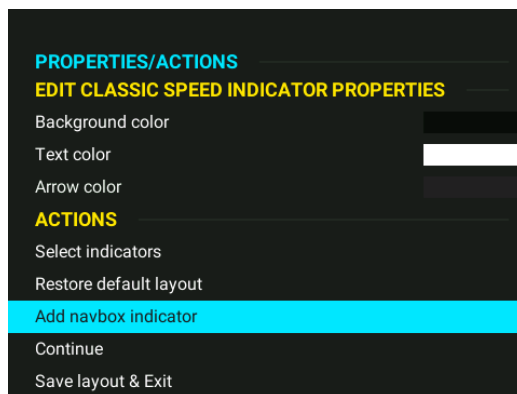 PROPERTIES/ACTIONS
EDIT CLASSIC SPEED INDICATOR PROPERTIES
Background color
Text color
Arrow color
ACTIONS
Select indicators
Restore default layout
Add navbox indicator
Continue
Save layout & Exit